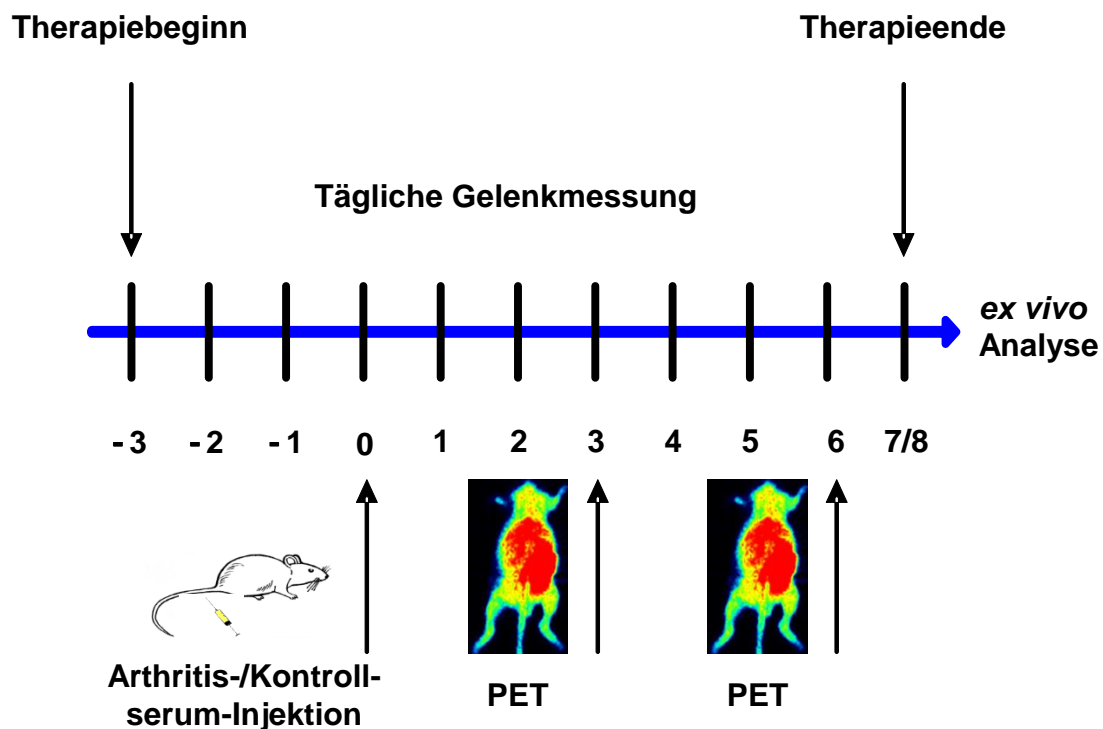 Therapiebeginn
Therapieende
Tägliche Gelenkmessung
ex vivo
Analyse
-3 -2 -1 0 1 2 3 4 5 6 7/8
Arthritis-/Kontroll-
serum-Injektion
PET
PET